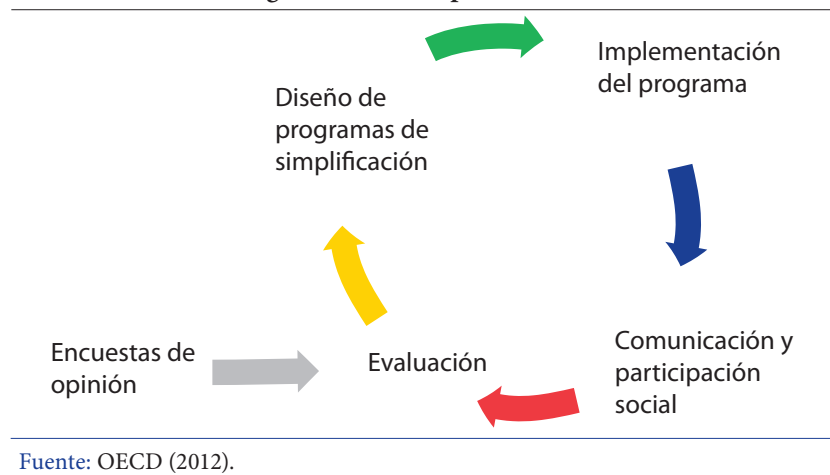 Implementación
del programa
Diseño de
programas de
simplificación
Encuestas de
opinión
Evaluación
Comunicación y
participación
social
Fuente: OECD (2012).